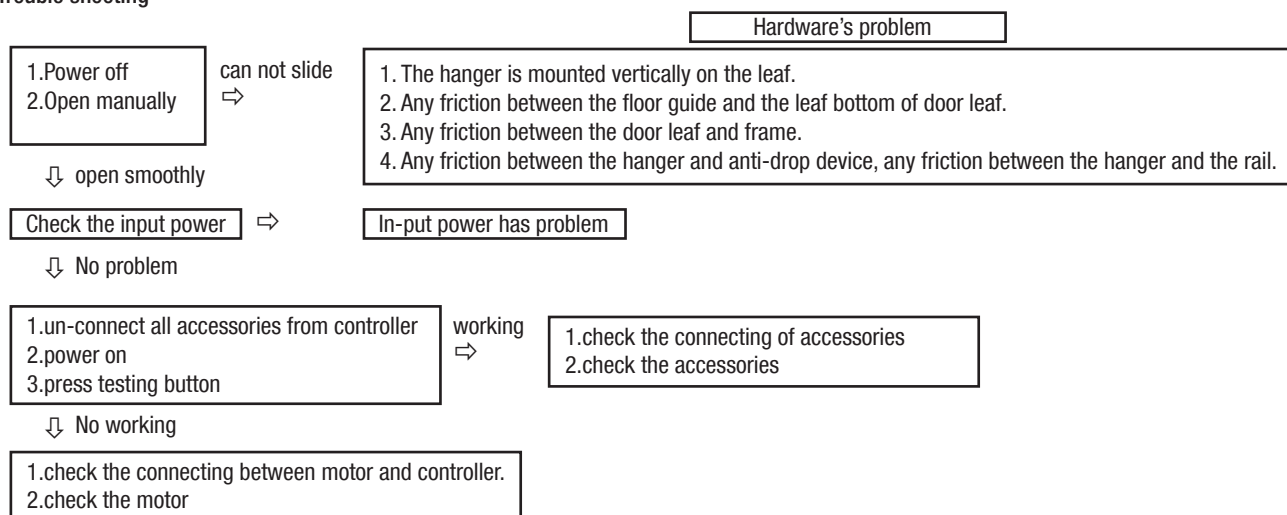 Trouble shooting
Hardware's problem
1.Power off
2.Open manually
can not slide
⇨
1. The hanger is mounted vertically on the leaf.
2. Any friction between the floor guide and the leaf bottom of door leaf.
3. Any friction between the door leaf and frame.
4. Any friction between the hanger and anti-drop device, any friction between the hanger and the rail.
⇩ open smoothly
Check the input power ⇨ In-put power has problem
⇩ No problem
1.un-connect all accessories from controller
2.power on
3.press testing button
working
⇨
1.check the connecting of accessories
2.check the accessories
⇩ No working
1.check the connecting between motor and controller.
2.check the motor